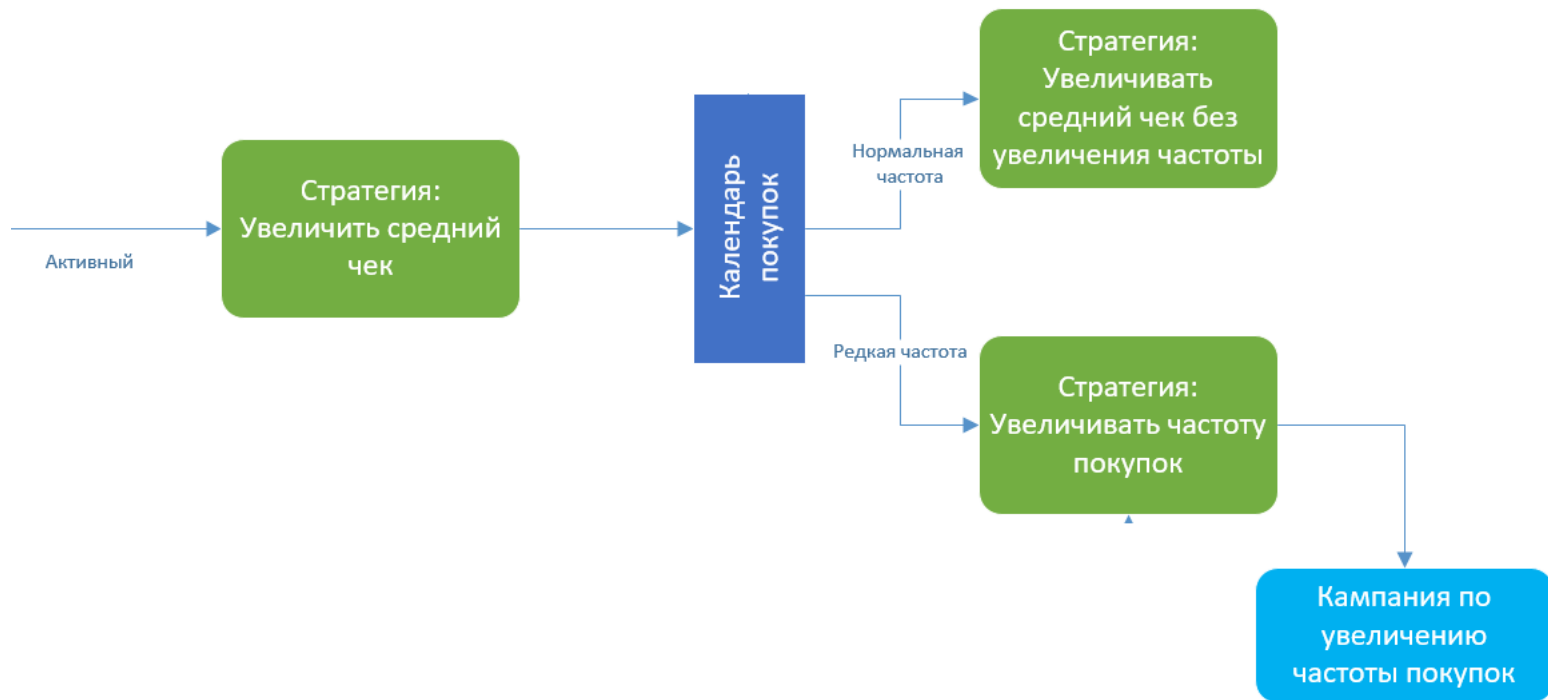 Активный
Стратегия:
Увеличить средний
чек
Календарь
покупок
Нормальная
частота
Стратегия:
Увеличивать
средний чек без
увеличения частоты
Редкая частота
Стратегия:
Увеличивать частоту
покупок
Кампания по
увеличению
частоты покупок